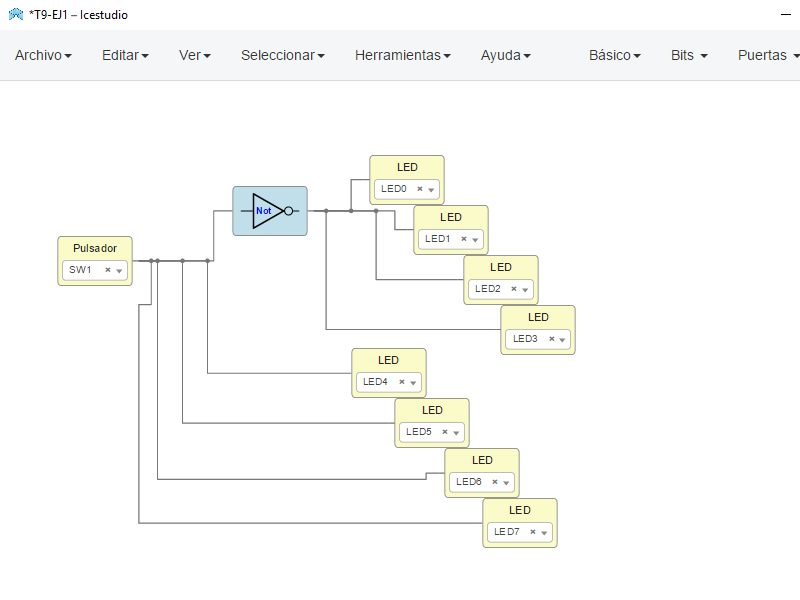 *T9-EJ1 – Icestudio
Archivo Editar Ver Seleccionar Herramientas Ayuda Básico Bits Puertas
LED
LED0
Not
LED
LED1
Pulsador
SW1
LED
LED2
LED
LED3
LED
LED4
LED
LED5
LED
LED6
LED
LED7